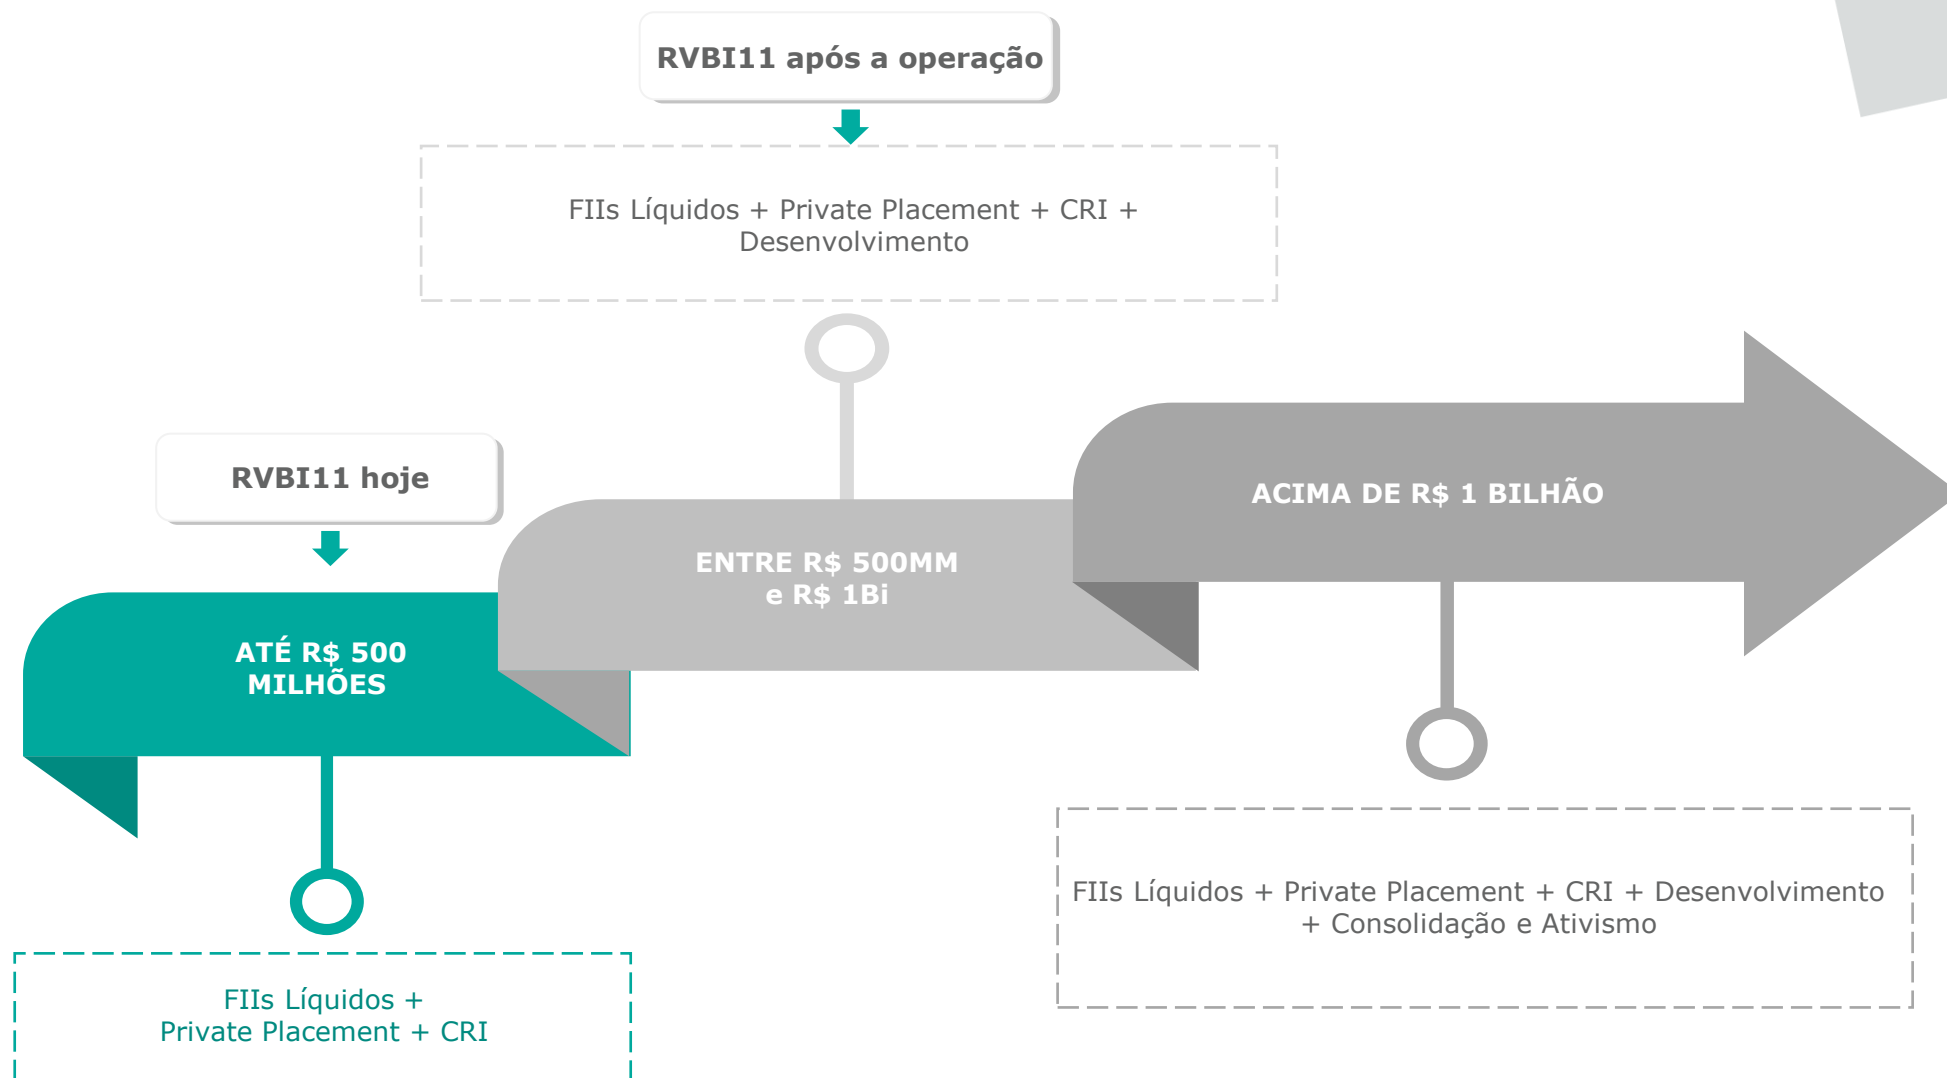 RVBI11 após a operação
FIIs Líquidos + Private Placement + CRI +
Desenvolvimento
RVBI11 hoje
ACIMA DE R$ 1 BILHÃO
ENTRE R$ 500MM
e R$ 1Bi
ATÉ R$ 500
MILHÕES
FIIs Líquidos + Private Placement + CRI + Desenvolvimento
+ Consolidação e Ativismo
FIIs Líquidos +
Private Placement + CRI